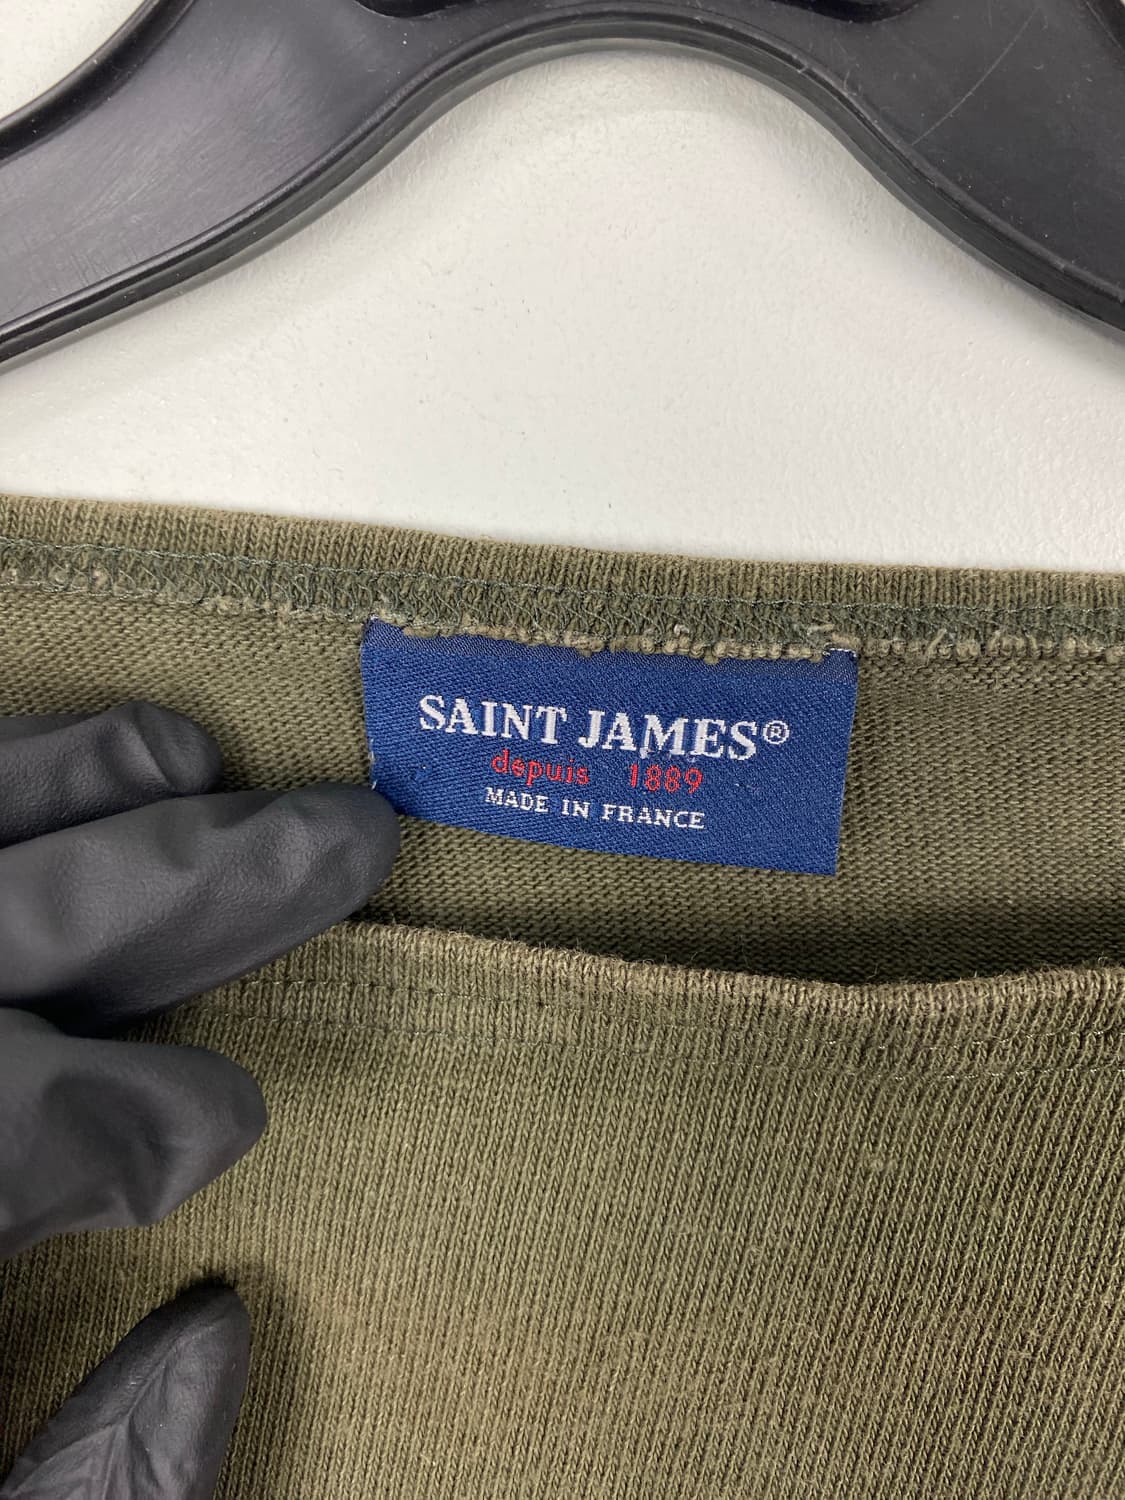 SAINT JAMES®
depuis 1889
MADE IN FRANCE